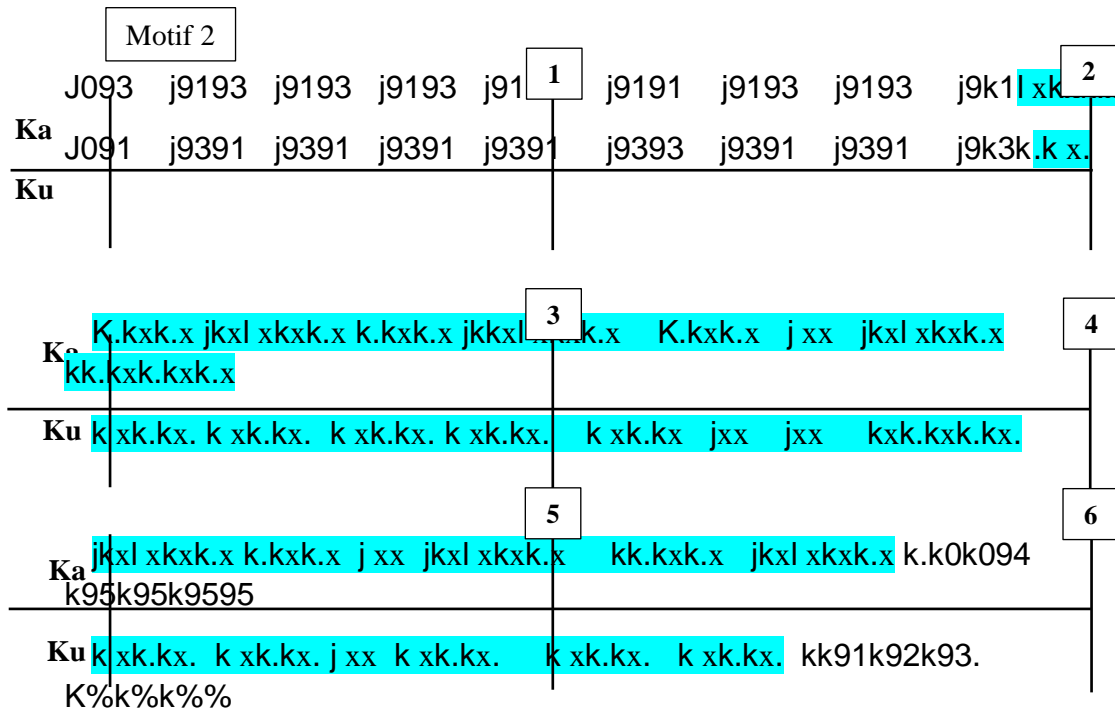 Motif 2
1
2
J093 j9193 j9193 j9193 j91 j9191 j9193 j9193 j9k1l xk
Ka
J091 j9391 j9391 j9391 j9391 j9393 j9391 j9391 j9k3k.k x.
Ku
3
4
K.kxk.x jkxl xkxk.x k.kxk.x jkkxl xkxk.x K.kxk.x j xx jkxl xkxk.x
Ka
kk.kxk.kxk.x
Ku k xk.kx. k xk.kx. k xk.kx. k xk.kx. k xk.kx jxx jxx kxk.kxk.kx.
5
6
Ka jkxl xkxk.x k.kxk.x j xx jkxl xkxk.x kk.kxk.x jkxl xkxk.x k.k0k094
k95k95k9595
Ku k xk.kx. k xk.kx. j xx k xk.kx. k xk.kx. k xk.kx. kk91k92k93.
K%k%k%%